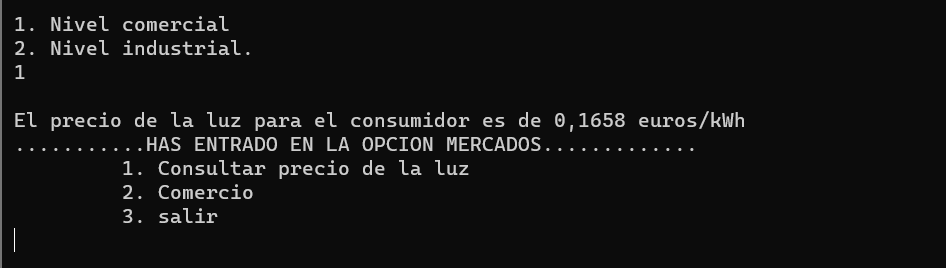 1. Nivel comercial
2. Nivel industrial.
1
El precio de la luz para el consumidor es de 0,1658 euros/kWh
...........HAS ENTRADO EN LA OPCION MERCADOS.............
1. Consultar precio de la luz
2. Comercio
3. salir